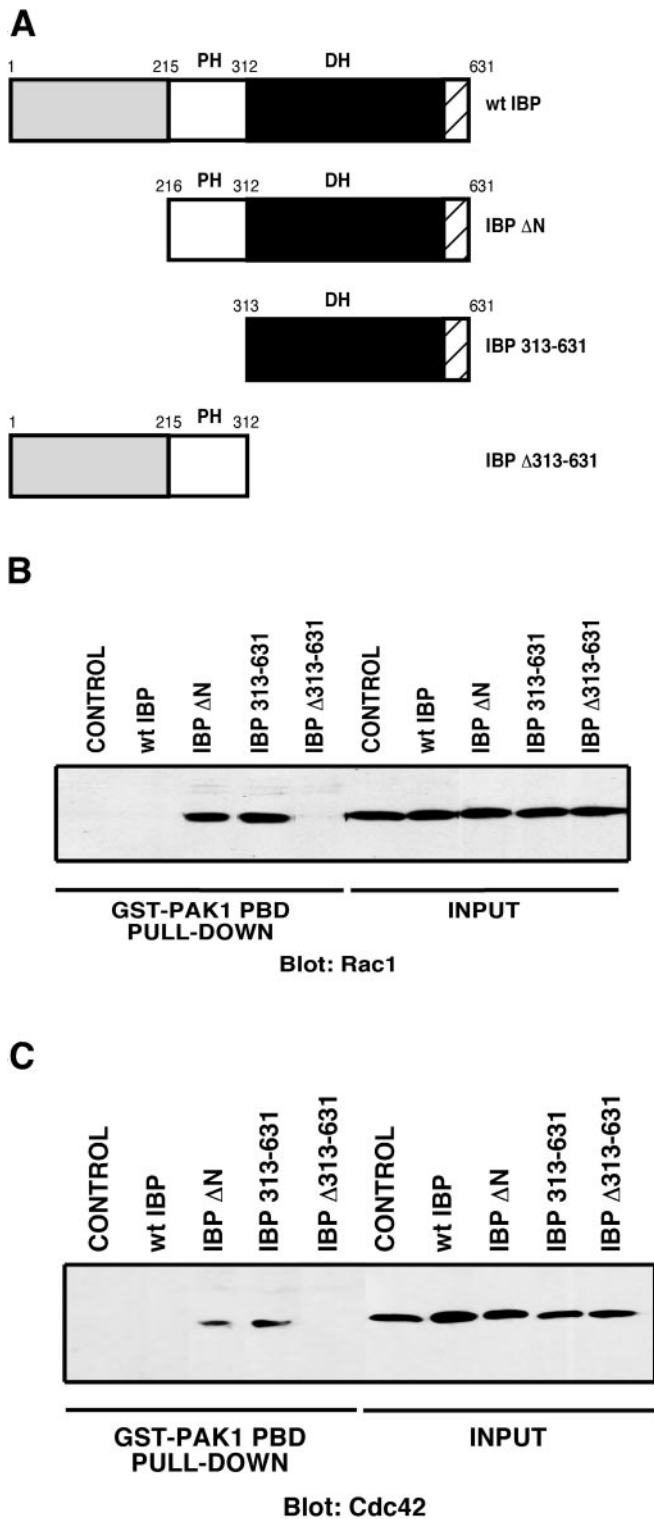 A
1 215 PH 312 DH 631
wt IBP
216 PH 312 DH 631
IBP ΔN
313 DH 631
IBP 313-631
1 215 PH 312
IBP Δ313-631
B
CONTROL
wt IBP
IBP ΔN
IBP 313-631
IBP Δ313-631
CONTROL
wt IBP
IBP ΔN
IBP 313-631
IBP Δ313-631
GST-PAK1 PBD
PULL-DOWN
INPUT
Blot: Rac1
C
CONTROL
wt IBP
IBP ΔN
IBP 313-631
IBP Δ313-631
CONTROL
wt IBP
IBP ΔN
IBP 313-631
IBP Δ313-631
GST-PAK1 PBD
PULL-DOWN
INPUT
Blot: Cdc42